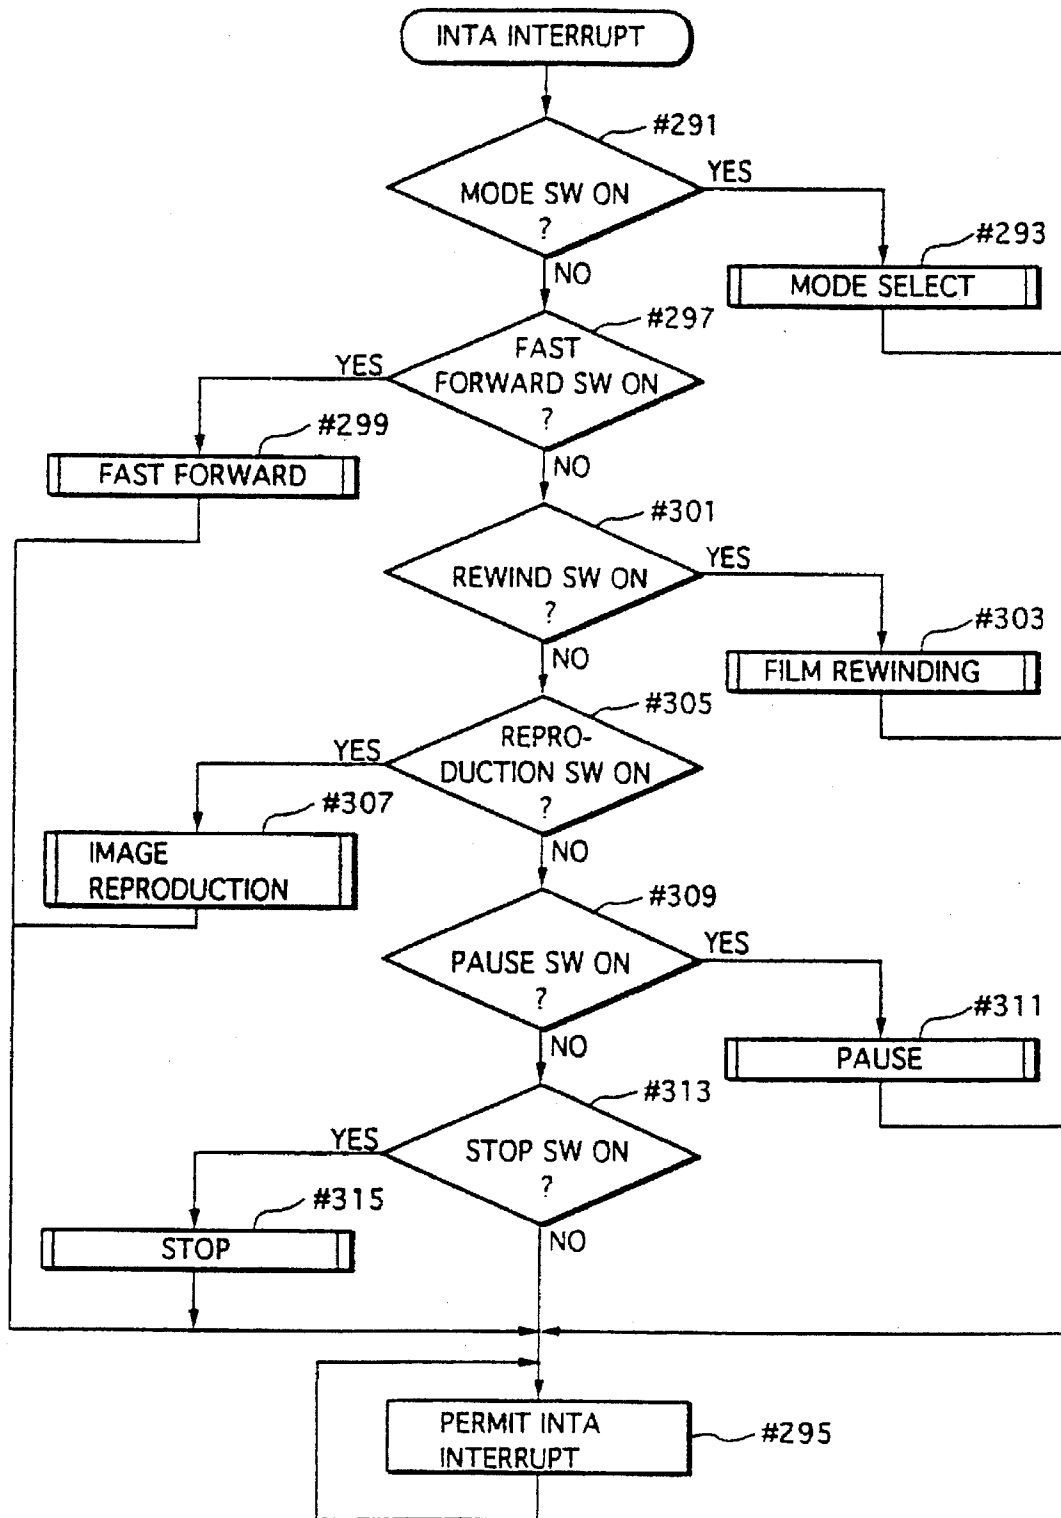 INTA INTERRUPT
#291
MODE SW ON
?
YES
NO
#293
MODE SELECT
#297
FAST
FORWARD SW ON
?
YES
NO
#299
FAST FORWARD
#301
REWIND SW ON
?
YES
NO
#303
FILM REWINDING
#305
REPRO-
DUCTION SW ON
?
YES
NO
#307
IMAGE
REPRODUCTION
#309
PAUSE SW ON
?
YES
NO
#311
PAUSE
#313
STOP SW ON
?
YES
NO
#315
STOP
PERMIT INTA
INTERRUPT
#295